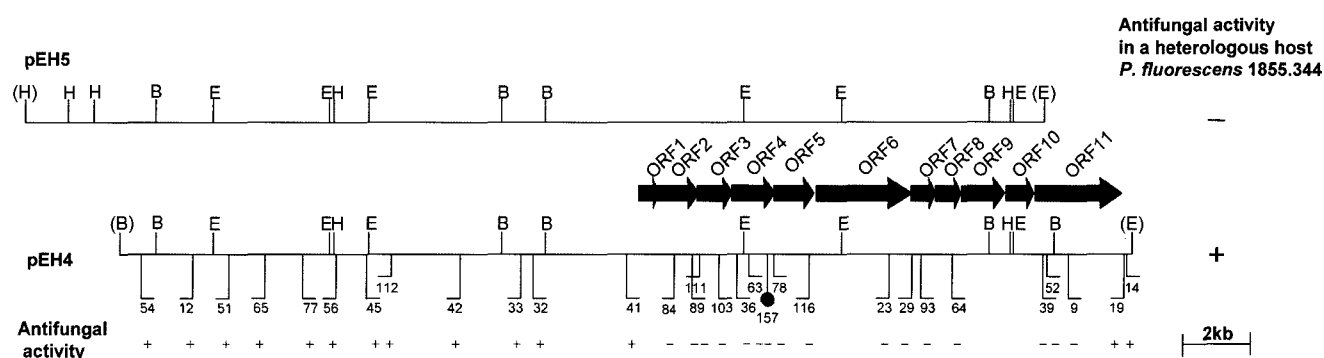 Antifungal activity
in a heterologous host
P. fluorescens 1855.344
pEH5
(H) H H B E E H E B B E E B H E (E)
−
ORF1 ORF2 ORF3 ORF4 ORF5 ORF6 ORF7 ORF8 ORF9 ORF10 ORF11
(B) B E E H E B B E E B H E B (E)
pEH4
+
112 111 63 78 52 14
54 12 51 65 77 56 45 42 33 32 41 84 89 103 36 157 116 23 29 93 64 39 9 19
Antifungal
activity
+ + + + + + + + + + + + − − − − − − − − − − − − − − − + +
2kb